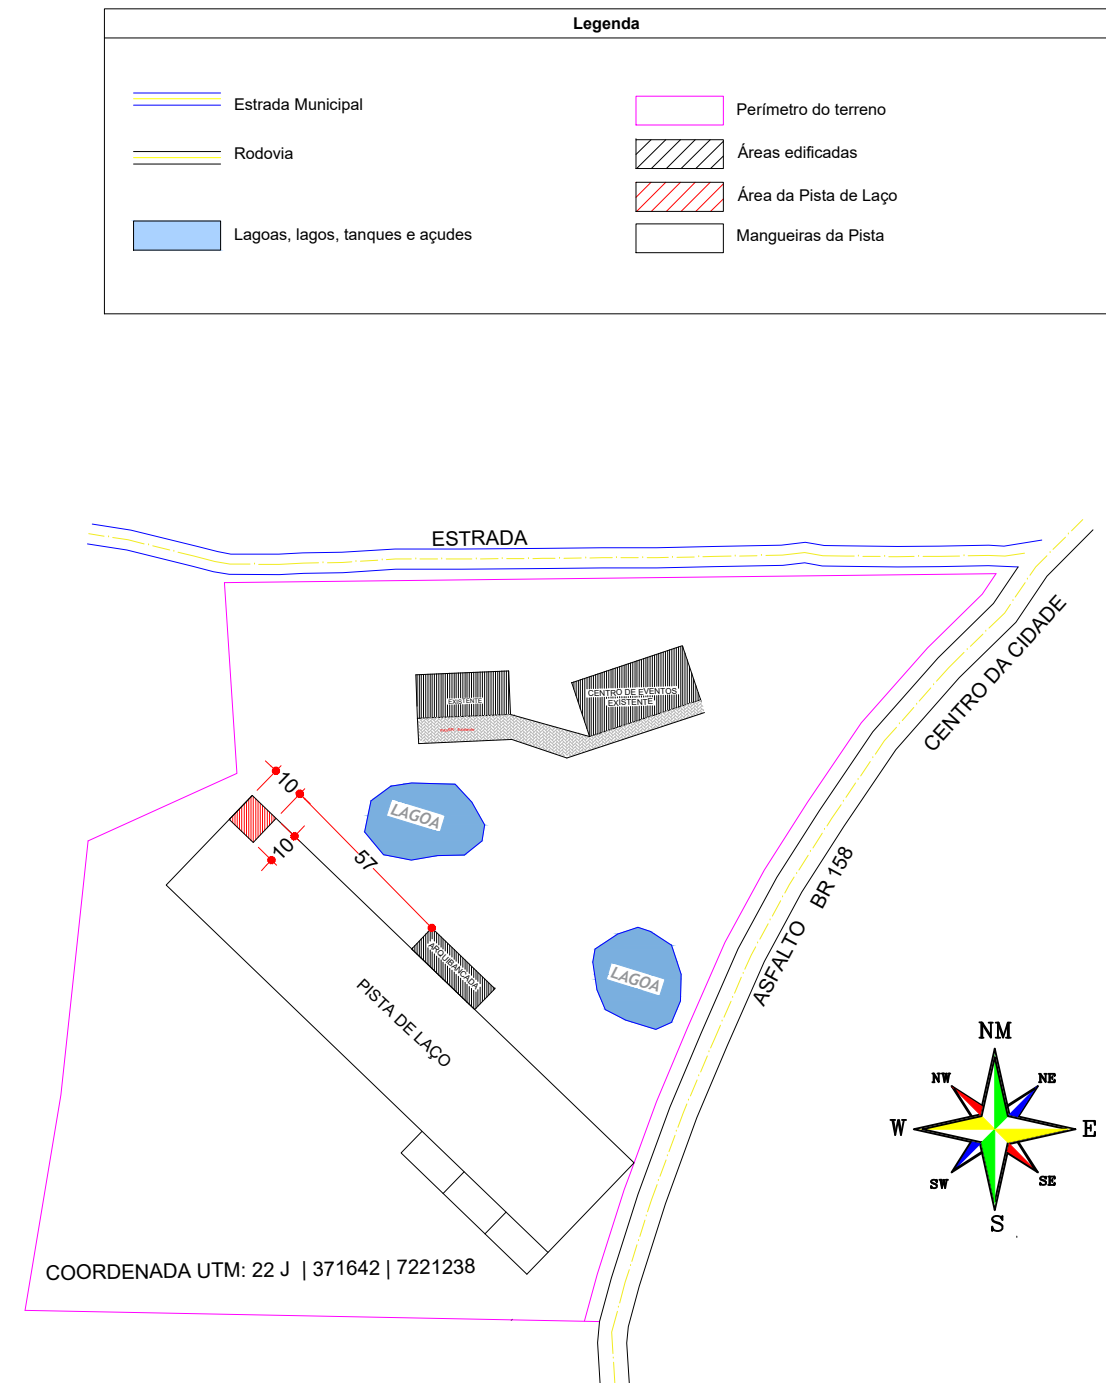 Legenda
Estrada Municipal
Rodovia
Lagoas, lagos, tanques e açudes
Perímetro do terreno
Áreas edificadas
Área da Pista de Laço
Mangueiras da Pista
ESTRADA
CENTRO DA CIDADE
EXISTENTE
CENTRO DE EVENTOS
EXISTENTE
10
10
57
LAGOA
ARQUIBANCADA
LAGOA
PISTA DE LAÇO
ASFALTO BR 158
NM
NW
NE
W
E
SW
SE
S
COORDENADA UTM: 22 J | 371642 | 7221238